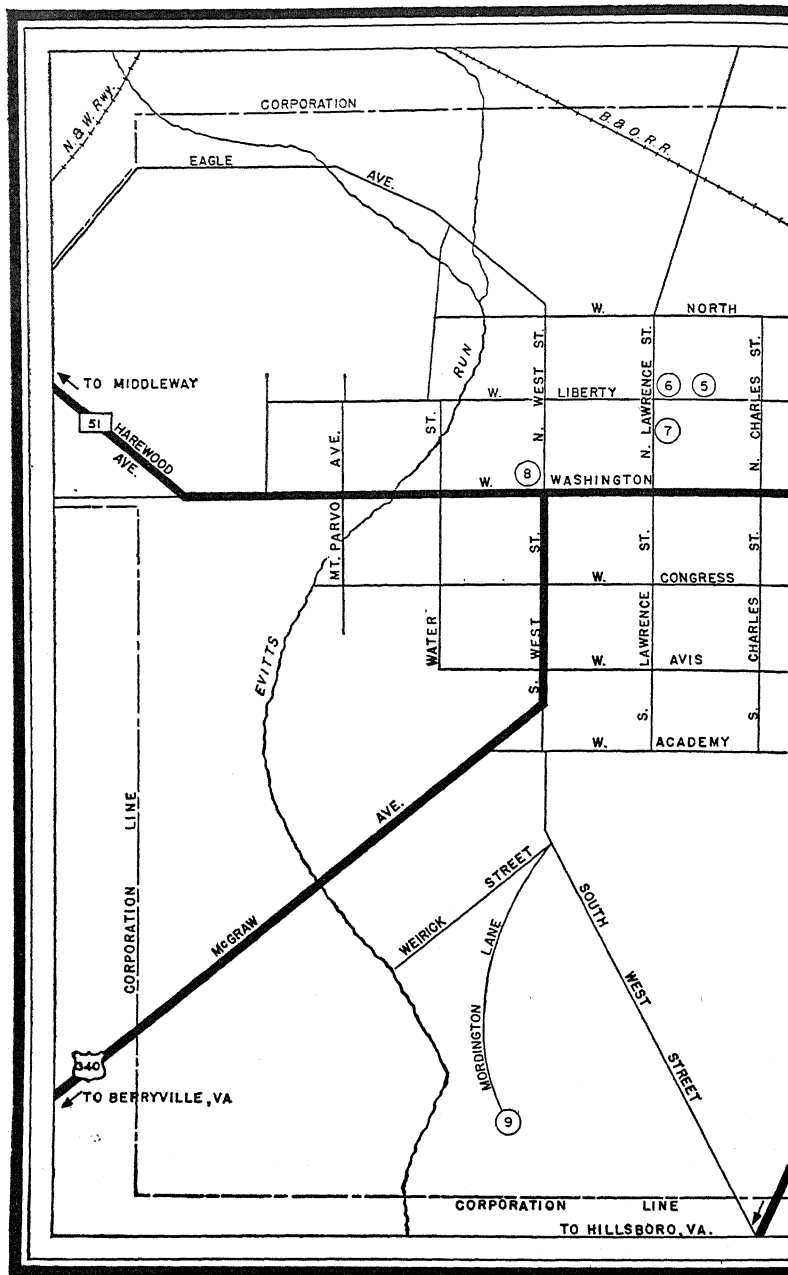 N. & W. Rwy.
CORPORATION
B. & O. R. R.
EAGLE AVE.
W. NORTH
TO MIDDLEWAY
51
HAREWOOD AVE.
RUN
W. LIBERTY
N. WEST ST.
N. LAWRENCE ST.
N. CHARLES ST.
6
5
7
8
W. WASHINGTON
MT. PARVO AVE.
WATER ST.
EVITTS
S. WEST ST.
S. LAWRENCE ST.
S. CHARLES ST.
W. CONGRESS
W. AVIS
W. ACADEMY
CORPORATION LINE
McGRAW AVE.
WEIRICK STREET
MORDINGTON LANE
SOUTH WEST STREET
340
TO BERRYVILLE, VA
9
CORPORATION LINE
TO HILLSBORO, VA.